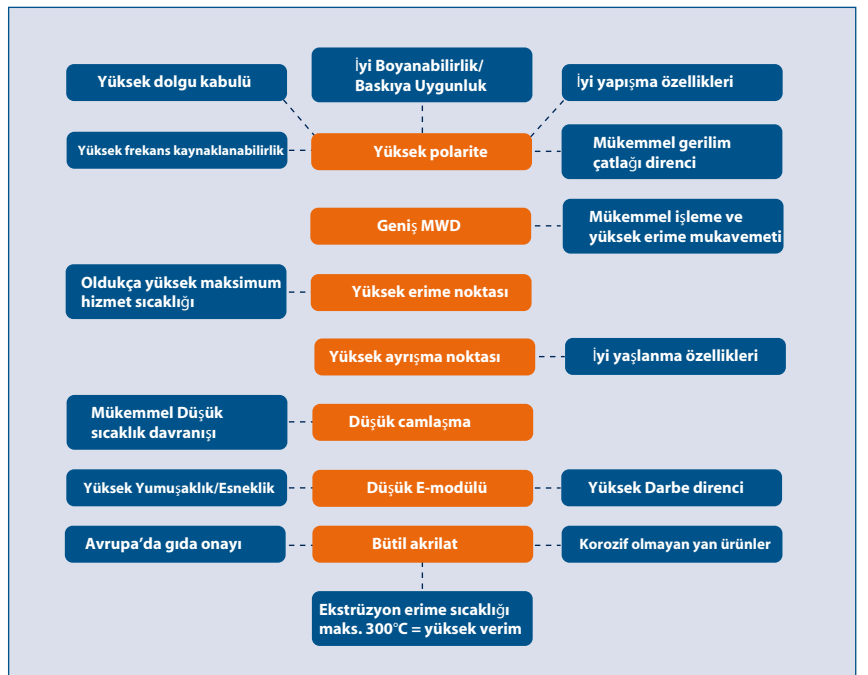 Yüksek dolgu kabulü
İyi Boyanabilirlik/
Baskıya Uygunluk
İyi yapışma özellikleri
Yüksek frekans kaynaklanabilirlik
Yüksek polarite
Mükemmel gerilim
çatlağı direnci
Geniş MWD
Mükemmel işleme ve
yüksek erime mukavemeti
Oldukça yüksek maksimum
hizmet sıcaklığı
Yüksek erime noktası
Yüksek ayrışma noktası
İyi yaşlanma özellikleri
Mükemmel Düşük
sıcaklık davranışı
Düşük camlaşma
Yüksek Yumuşaklık/Esneklik
Düşük E-modülü
Yüksek Darbe direnci
Avrupa’da gıda onayı
Bütil akrilat
Korozif olmayan yan ürünler
Ekstrüzyon erime sıcaklığı
maks. 300°C = yüksek verim